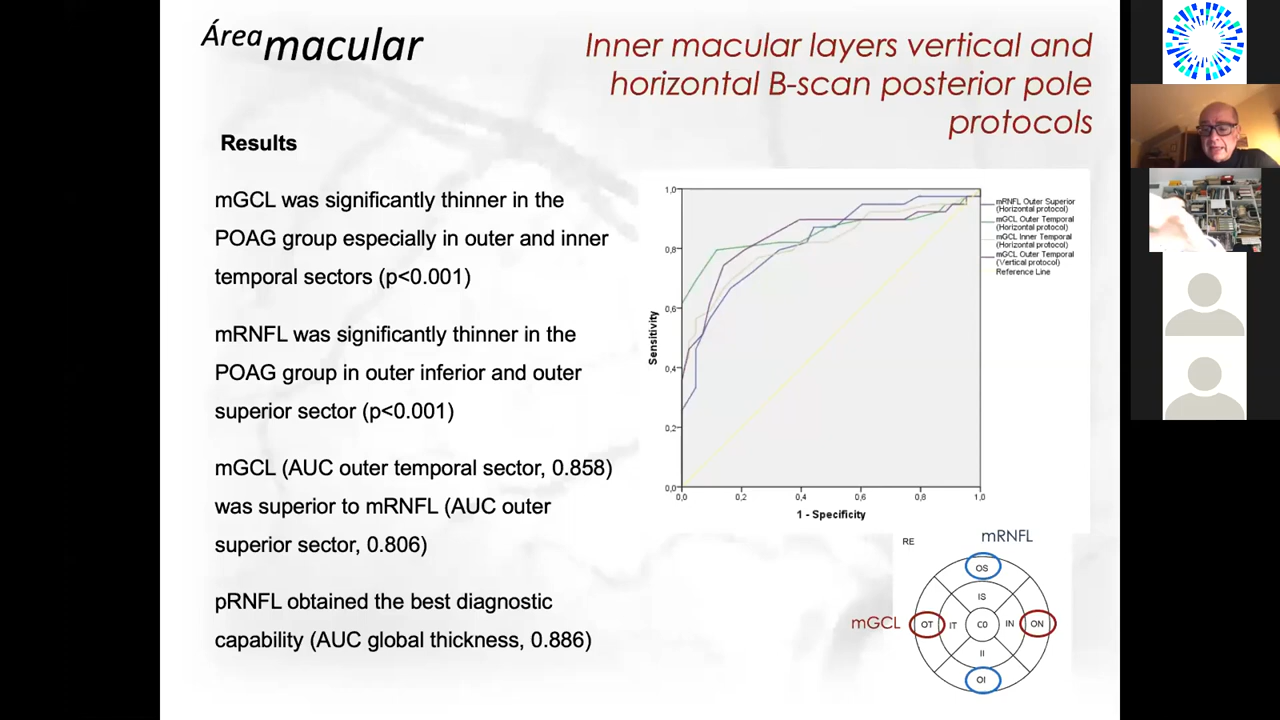 Área macular
Inner macular layers vertical and
horizontal B-scan posterior pole
protocols
Results
mGCL was significantly thinner in the
POAG group especially in outer and inner
temporal sectors (p<0.001)
mRNFL was significantly thinner in the
POAG group in outer inferior and outer
superior sector (p<0.001)
mGCL (AUC outer temporal sector, 0.858)
was superior to mRNFL (AUC outer
superior sector, 0.806)
pRNFL obtained the best diagnostic
capability (AUC global thickness, 0.886)
1,0
0,8
0,6
0,4
0,2
0,0
Sensitivity
0,0 0,2 0,4 0,6 0,8 1,0
1 - Specificity
mRNFL Outer Superior
(Horizontal protocol)
mGCL Outer Temporal
(Horizontal protocol)
mGCL Inner Temporal
(Horizontal protocol)
mGCL Outer Temporal
(Vertical protocol)
Reference Line
RE
mRNFL
OS
IS
mGCL
OT IT C0 IN ON
II
OI